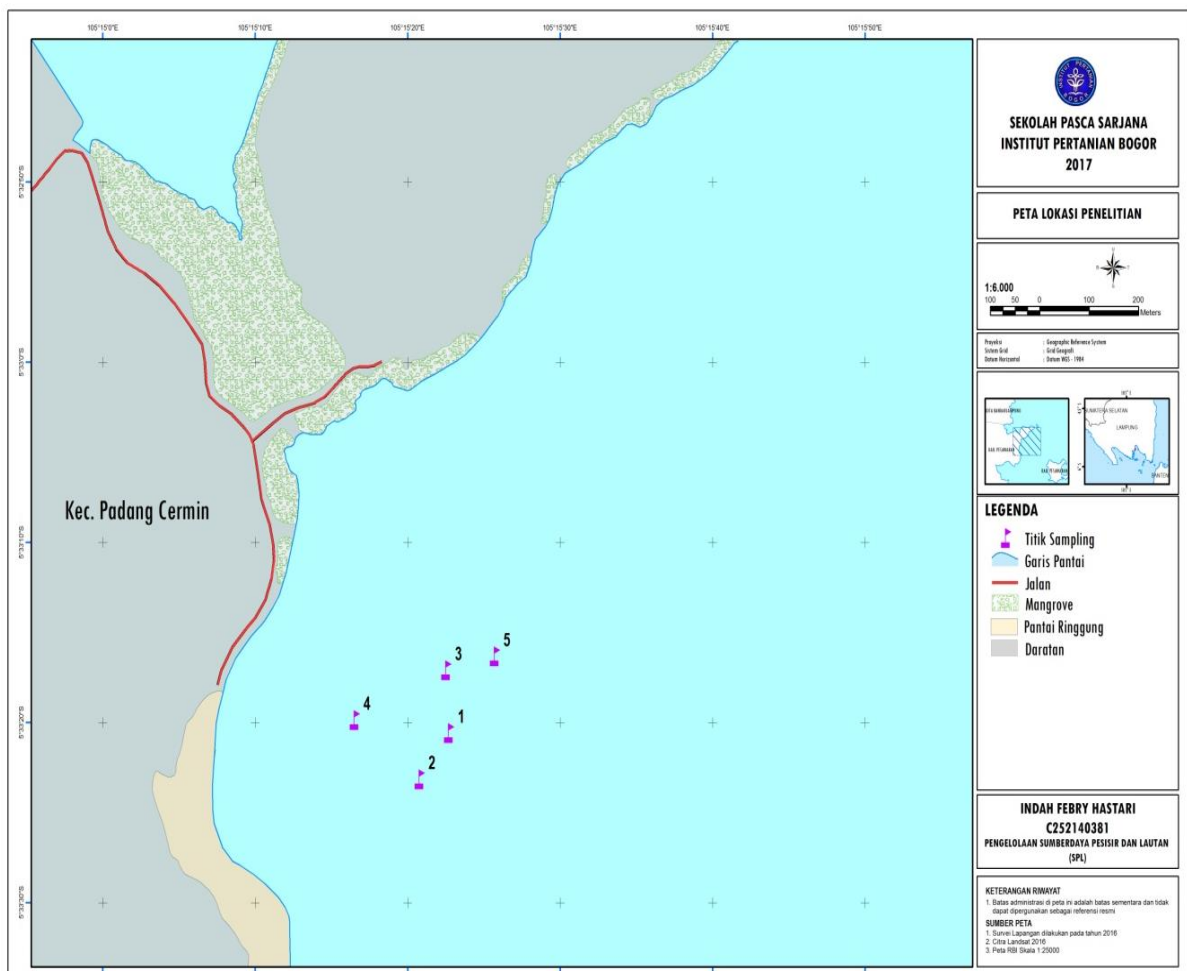 105°15'0"E 105°15'10"E 105°15'20"E 105°15'30"E 105°15'40"E 105°15'50"E
5°32'50"S
5°33'0"S
5°33'10"S
5°33'20"S
5°33'30"S
Kec. Padang Cermin
3
5
4
1
2
INSTITUT PERTANIAN
BOGOR
SEKOLAH PASCA SARJANA
INSTITUT PERTANIAN BOGOR
2017
PETA LOKASI PENELITIAN
1:6.000
100 50 0 100 200
Meters
Proyeksi : Geographic Reference System
Sistem Grid : Grid Geografi
Datum Horizontal : Datum WGS - 1984
SUMATERA SELATAN
LAMPUNG
BANTEN
LEGENDA
Titik Sampling
Garis Pantai
Jalan
Mangrove
Pantai Ringgung
Daratan
INDAH FEBRY HASTARI
C252140381
PENGELOLAAN SUMBERDAYA PESISIR DAN LAUTAN
(SPL)
KETERANGAN RIWAYAT
1. Batas administrasi di peta ini adalah batas sementara dan tidak
dapat dipergunakan sebagai referensi resmi
SUMBER PETA
1. Survei Lapangan dilakukan pada tahun 2016
2. Citra Landsat 2016
3. Peta RBI Skala 1:25000